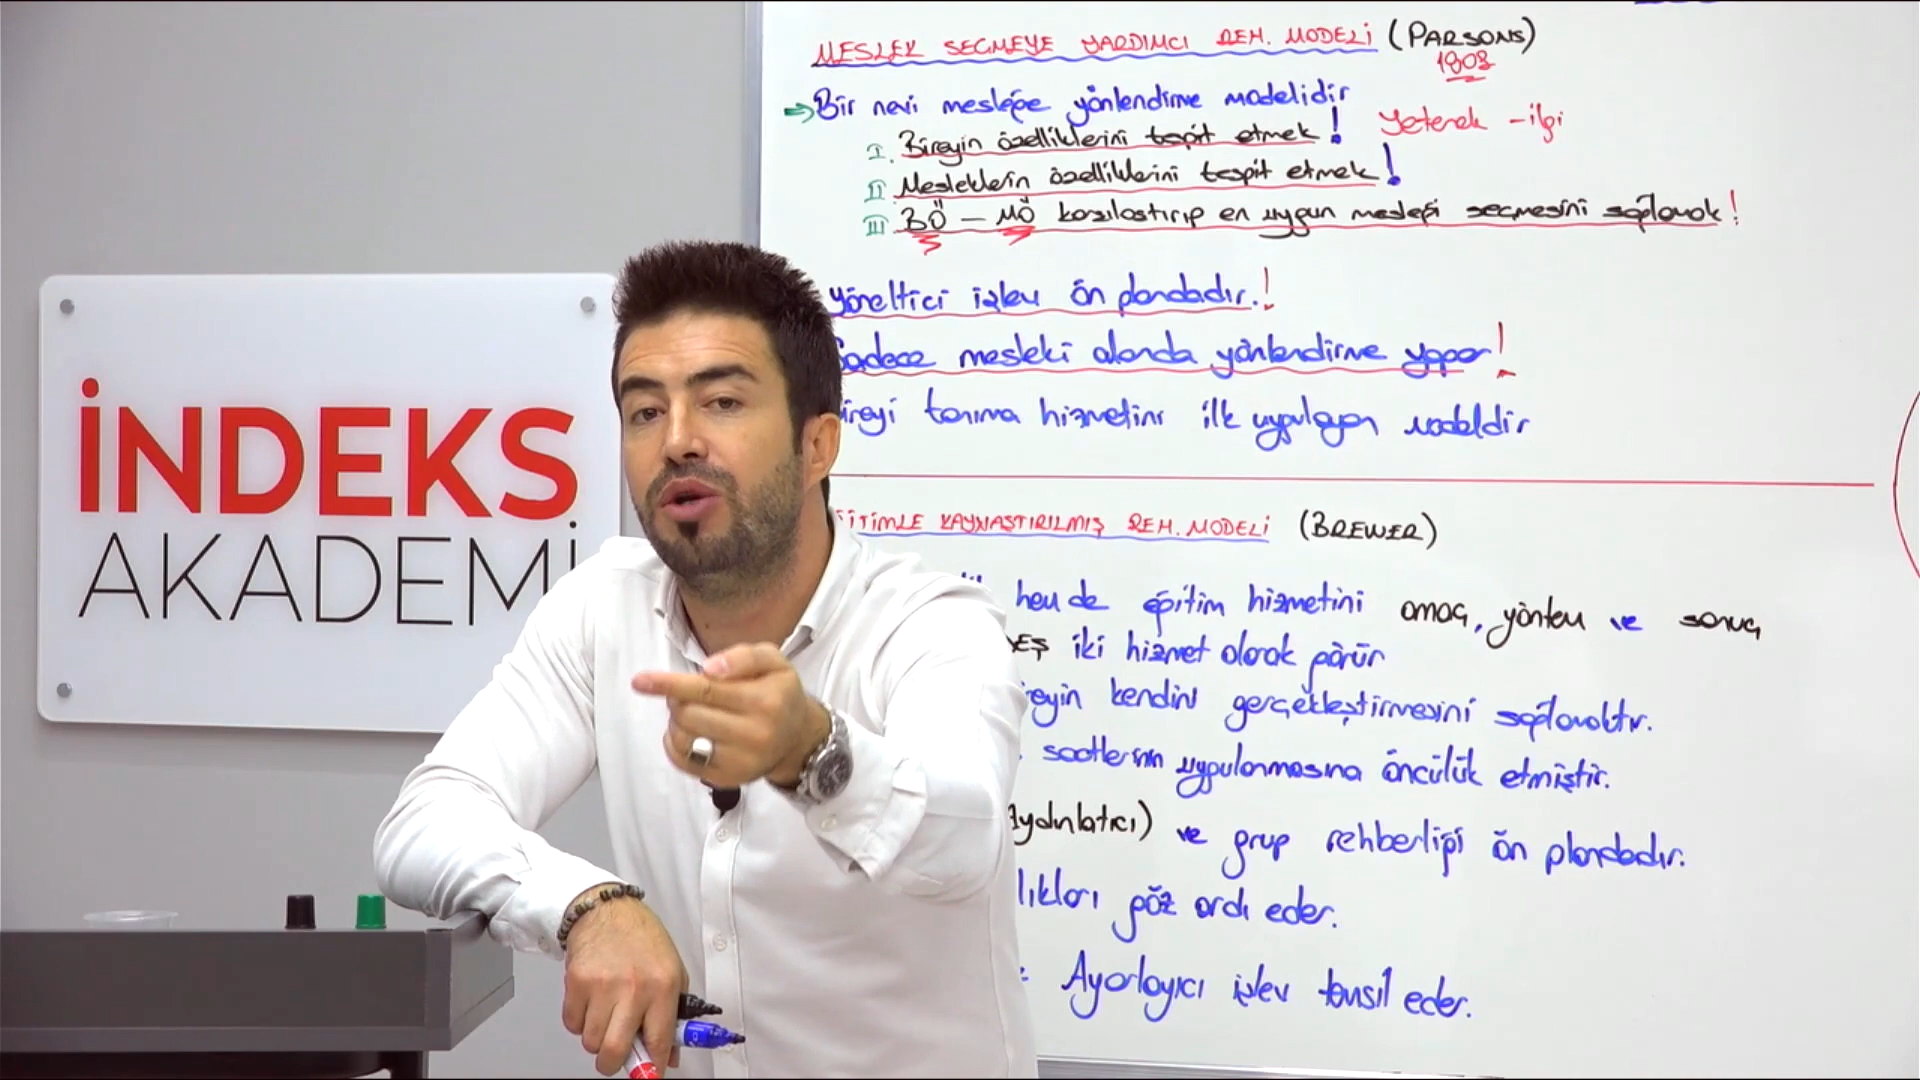 İNDEKS
AKADEMİ
MESLEK SEÇMEYE YARDIMCI REH. MODELİ (PARSONS)
1908
Bir nevi mesleğe yönlendirme modelidir
Yetenek - ilgi
I. Bireyin özelliklerini tespit etmek!
II Mesleklerin özelliklerini tespit etmek!
III BÖ - MÖ karşılaştırıp en uygun mesleği seçmesini sağlamak!
Yöneltici işlev ön plandadır.!
Sadece mesleki alanda yönlendirme yapar!
ireyi tanıma hizmetini ilk uygulayan modeldir
İTİMLE KAYNAŞTIRILMIŞ REH. MODELİ (BREWER)
hem de eğitim hizmetini amaç, yöntem ve sonuç
EŞ iki hizmet olarak görür
reyin kendini gerçekleştirmesini sağlamaktır.
saatlerinin uygulanmasına öncülük etmiştir.
Aydınlatıcı) ve grup rehberliği ön plandadır.
lıkları göz ardı eder.
: Ayarlayıcı işlev temsil eder.